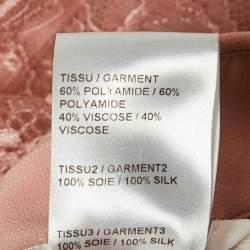 TISSU / GARMENT
60% POLYAMIDE / 60%
POLYAMIDE
40% VISCOSE / 40%
VISCOSE
TISSU2 / GARMENT2
100% SOIE / 100% SILK
TISSU3 / GARMENT3
100% SOIE / 100% SILK